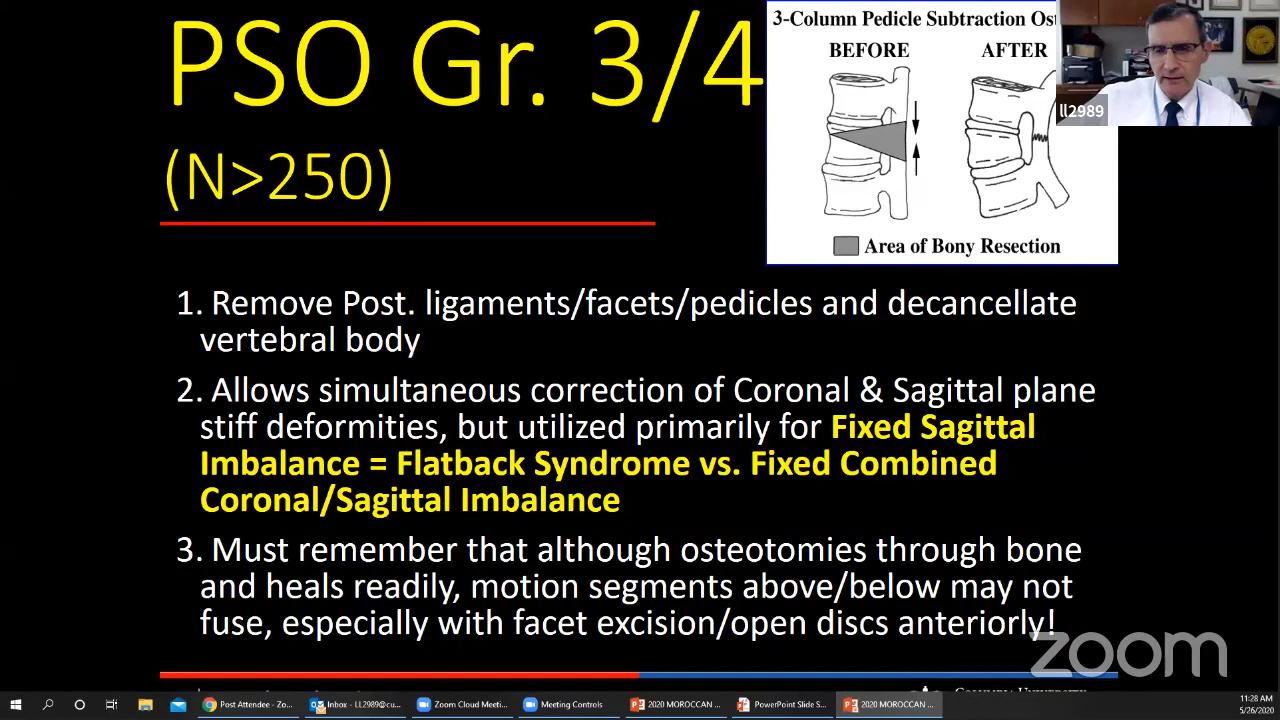 PSO Gr. 3/4
(N>250)
3-Column Pedicle Subtraction Ost
BEFORE AFTER
Area of Bony Resection
ll2989
1. Remove Post. ligaments/facets/pedicles and decancellate
vertebral body
2. Allows simultaneous correction of Coronal & Sagittal plane
stiff deformities, but utilized primarily for Fixed Sagittal
Imbalance = Flatback Syndrome vs. Fixed Combined
Coronal/Sagittal Imbalance
3. Must remember that although osteotomies through bone
and heals readily, motion segments above/below may not
fuse, especially with facet excision/open discs anteriorly!
zoom
Post Attendee - Zo...
Inbox - LL2989@cu...
Zoom Cloud Meeti...
Meeting Controls
2020 MOROCCAN ...
PowerPoint Slide S...
2020 MOROCCAN ...
11:28 AM
5/26/2020